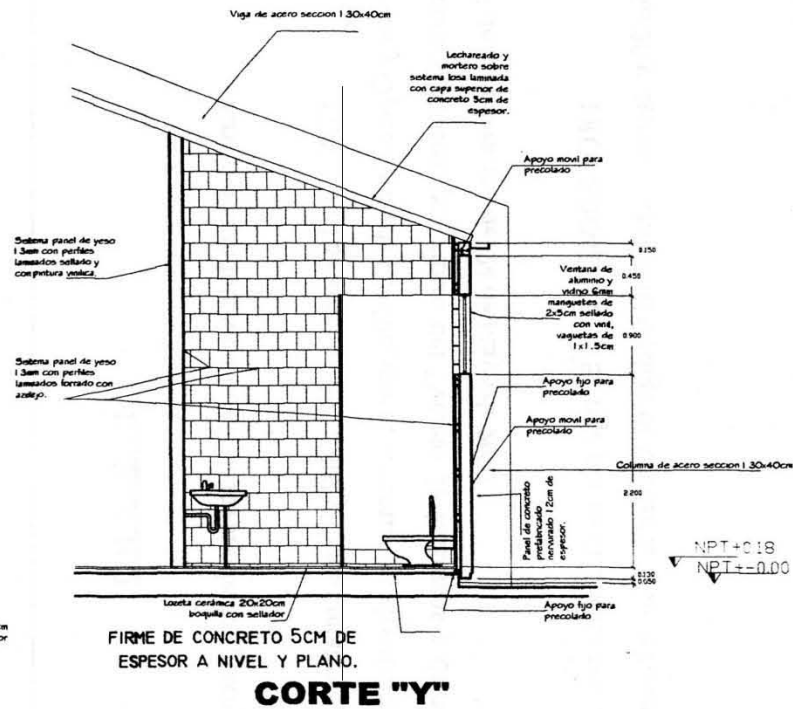 Viga de acero seccion I 30x40cm
Lechareado y
mortero sobre
sistema losa laminada
con capa superior de
concreto 5cm de
espesor.
Apoyo movil para
precolado
Sistema panel de yeso
13mm con perfiles
laminados sellado y
con pintura vinilica.
0.150
Ventana de
aluminio y
vidrio 6mm
manguetes de
2x5cm sellado
con vinil,
vaguetas de
1x1.5cm
0.450
0.900
Sistema panel de yeso
13mm con perfiles
laminados forrado con
azulejo.
Apoyo fijo para
precolado
Apoyo movil para
precolado
Columna de acero seccion I 30x40cm
Panel de concreto
prefabricado
nervurado 12cm de
espesor.
2.200
NPT+0.18
NPT+-0.00
0.130
0.050
Loseta cerámica 20x20cm
boquilla con sellador
Apoyo fijo para
precolado
FIRME DE CONCRETO 5CM DE
ESPESOR A NIVEL Y PLANO.
CORTE "Y"